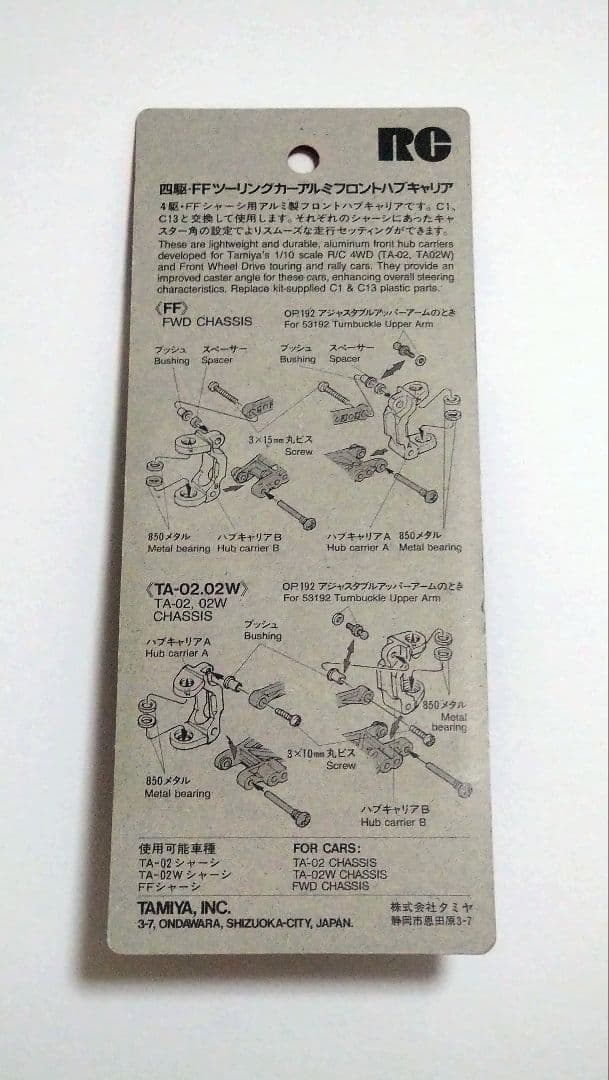 RC
四駆・FFツーリングカーアルミフロントハブキャリア
4駆・FFシャーシ用アルミ製フロントハブキャリアです。C1、
C13と交換して使用します。それぞれのシャーシにあったキャ
スター角の設定でよりスムーズな走行セッティングができます。
These are lightweight and durable, aluminum front hub carriers
developed for Tamiya's 1/10 scale R/C 4WD (TA-02, TA02W)
and Front Wheel Drive touring and rally cars. They provide an
improved caster angle for these cars, enhancing overall steering
characteristics. Replace kit-supplied C1 & C13 plastic parts.
《FF》
FWD CHASSIS
OP.192 アジャスタブルアッパーアームのとき
For 53192 Turnbuckle Upper Arm
ブッシュ スペーサー
Bushing Spacer
ブッシュ スペーサー
Bushing Spacer
3×15mm丸ビス
Screw
850メタル
Metal bearing
ハブキャリアB
Hub carrier B
ハブキャリアA
Hub carrier A
850メタル
Metal bearing
《TA-02.02W》
TA-02, 02W
CHASSIS
OP.192 アジャスタブルアッパーアームのとき
For 53192 Turnbuckle Upper Arm
ブッシュ
Bushing
ハブキャリアA
Hub carrier A
850メタル
Metal
bearing
3×10mm丸ビス
Screw
850メタル
Metal bearing
ハブキャリアB
Hub carrier B
使用可能車種 FOR CARS:
TA-02シャーシ TA-02 CHASSIS
TA-02Wシャーシ TA-02W CHASSIS
FFシャーシ FWD CHASSIS
TAMIYA, INC. 株式会社タミヤ
3-7, ONDAWARA, SHIZUOKA-CITY, JAPAN. 静岡市恩田原3-7